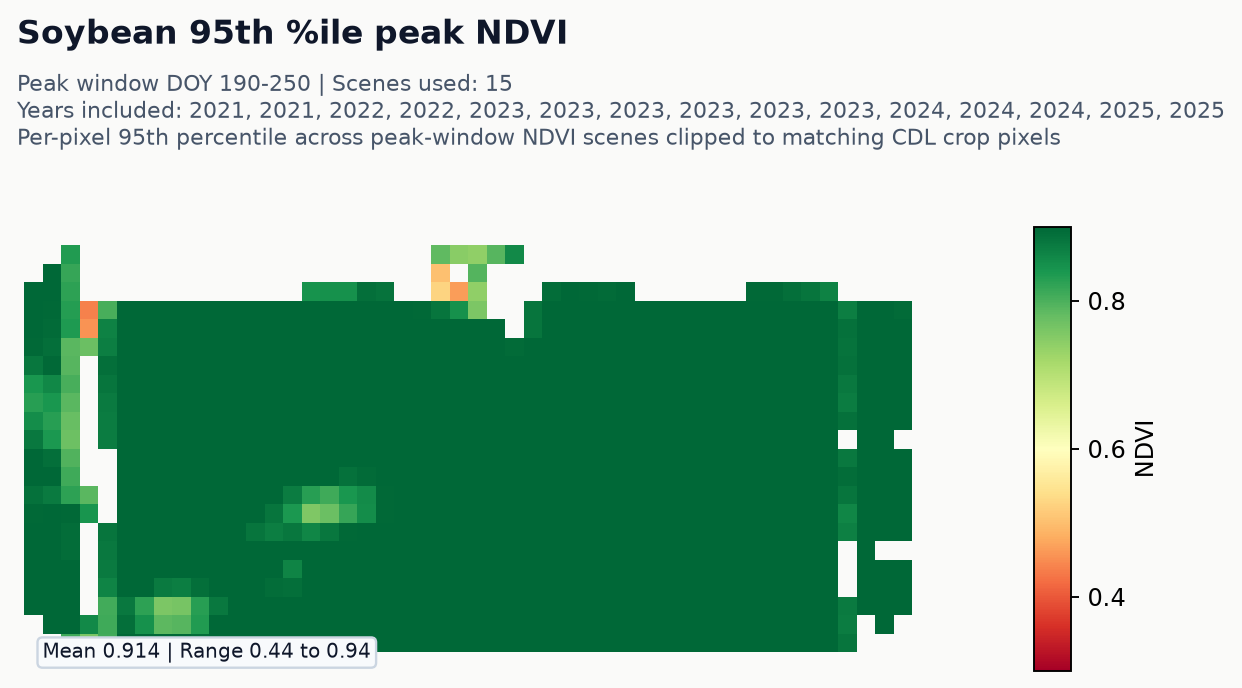 Soybean 95th %ile peak NDVI
Peak window DOY 190-250 | Scenes used: 15
Years included: 2021, 2021, 2022, 2022, 2023, 2023, 2023, 2023, 2023, 2023, 2024, 2024, 2024, 2025, 2025
Per-pixel 95th percentile across peak-window NDVI scenes clipped to matching CDL crop pixels
0.8
0.6
0.4
NDVI
Mean 0.914 | Range 0.44 to 0.94